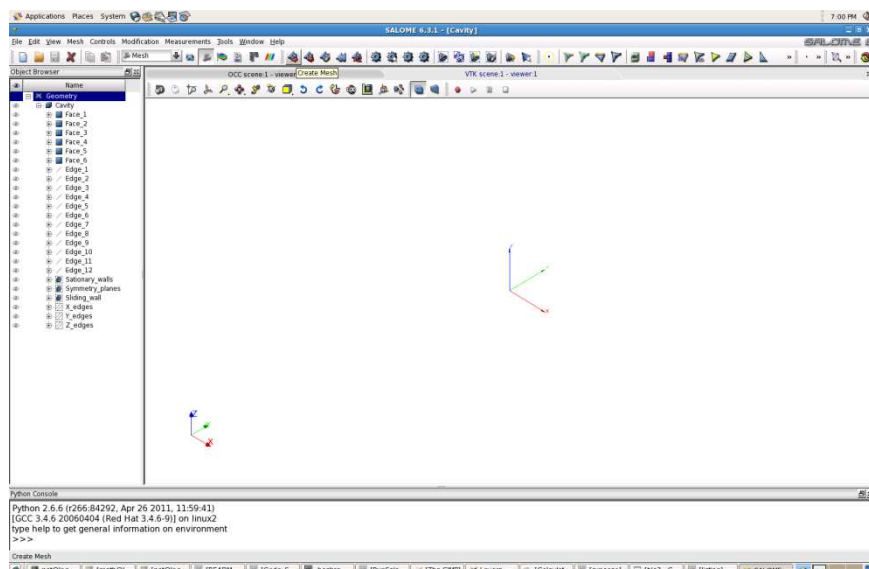 Applications Places System
7:00 PM
SALOME 6.3.1 - [Cavity]
File Edit View Mesh Controls Modification Measurements Tools Window Help
SALOME 6
Mesh
Object Browser
OCC scene:1 - viewer
Create Mesh
VTK scene:1 - viewer:1
Name
Geometry
Cavity
Face_1
Face_2
Face_3
Face_4
Face_5
Face_6
Edge_1
Edge_2
Edge_3
Edge_4
Edge_5
Edge_6
Edge_7
Edge_8
Edge_9
Edge_10
Edge_11
Edge_12
Sationary_walls
Symmetry_planes
Sliding_wall
X_edges
Y_edges
Z_edges
Z
X
Python Console
Python 2.6.6 (r266:84292, Apr 26 2011, 11:59:41)
[GCC 3.4.6 20060404 (Red Hat 3.4.6-9)] on linux2
type help to get general information on environment
>>>
Create Mesh